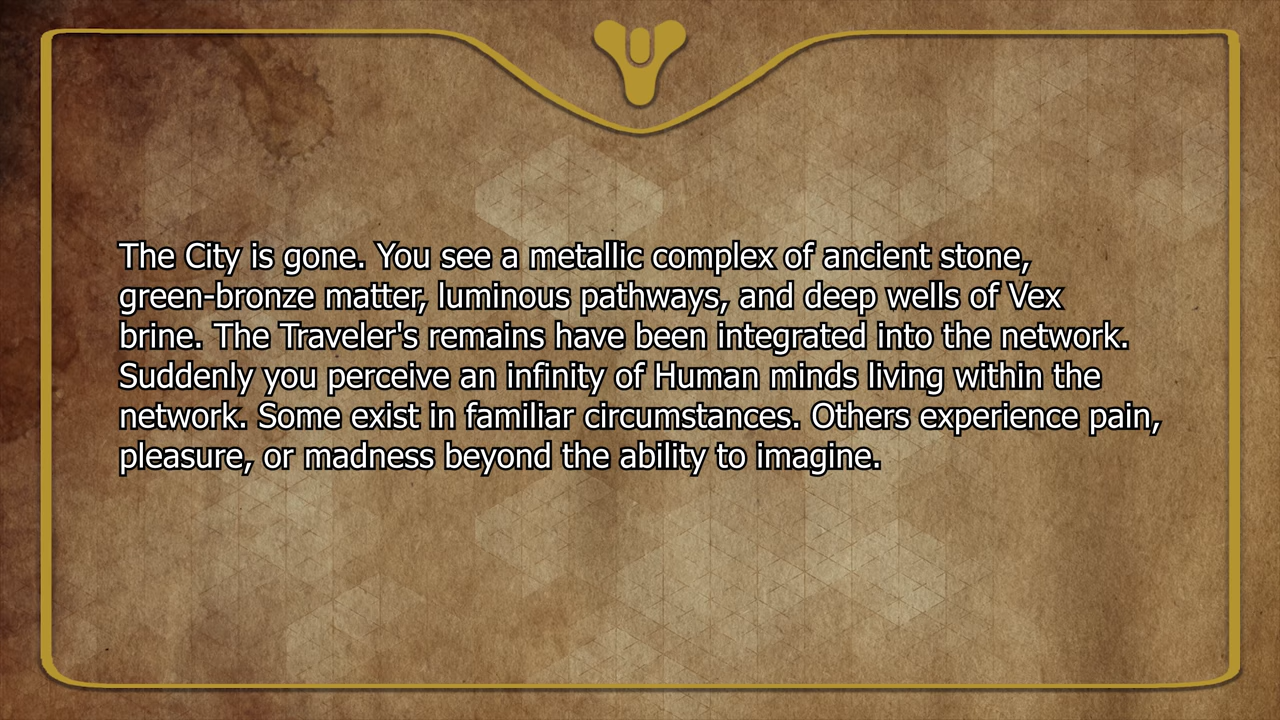 The City is gone. You see a metallic complex of ancient stone,
green-bronze matter, luminous pathways, and deep wells of Vex
brine. The Traveler's remains have been integrated into the network.
Suddenly you perceive an infinity of Human minds living within the
network. Some exist in familiar circumstances. Others experience pain,
pleasure, or madness beyond the ability to imagine.